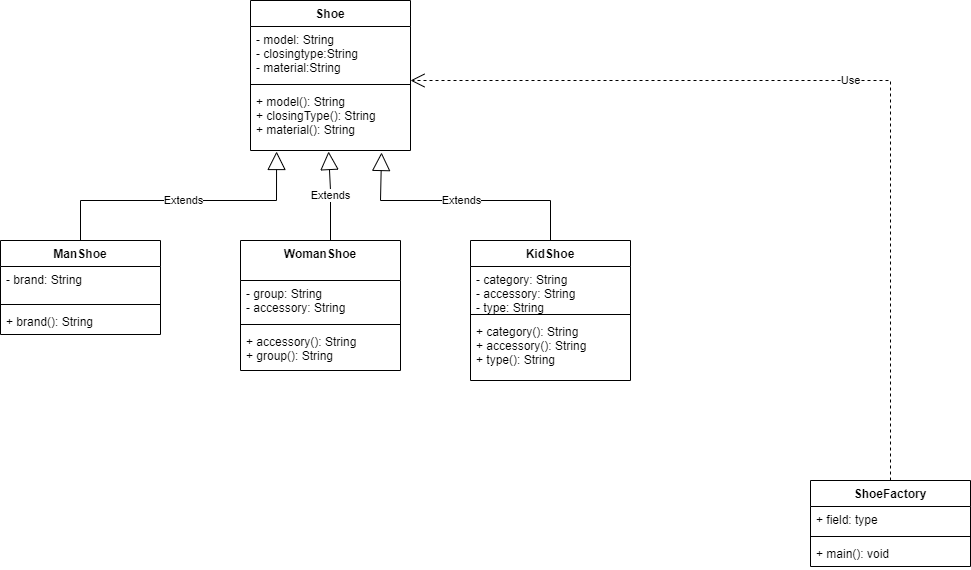 Shoe
- model: String
- closingtype:String
- material:String
+ model(): String
+ closingType(): String
+ material(): String
Use
Extends
Extends
Extends
ManShoe
- brand: String
+ brand(): String
WomanShoe
- group: String
- accessory: String
+ accessory(): String
+ group(): String
KidShoe
- category: String
- accessory: String
- type: String
+ category(): String
+ accessory(): String
+ type(): String
ShoeFactory
+ field: type
+ main(): void